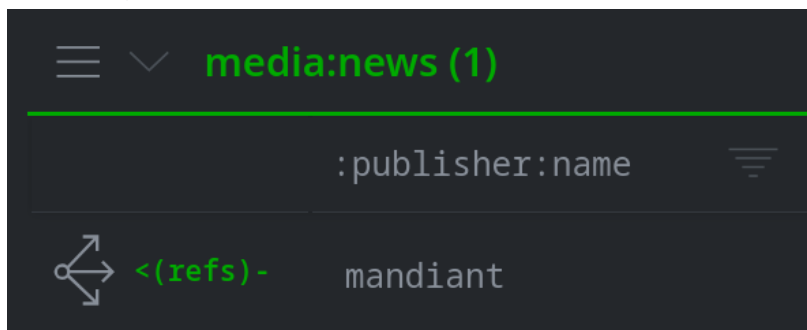 media:news (1)
:publisher:name
<(refs)- mandiant